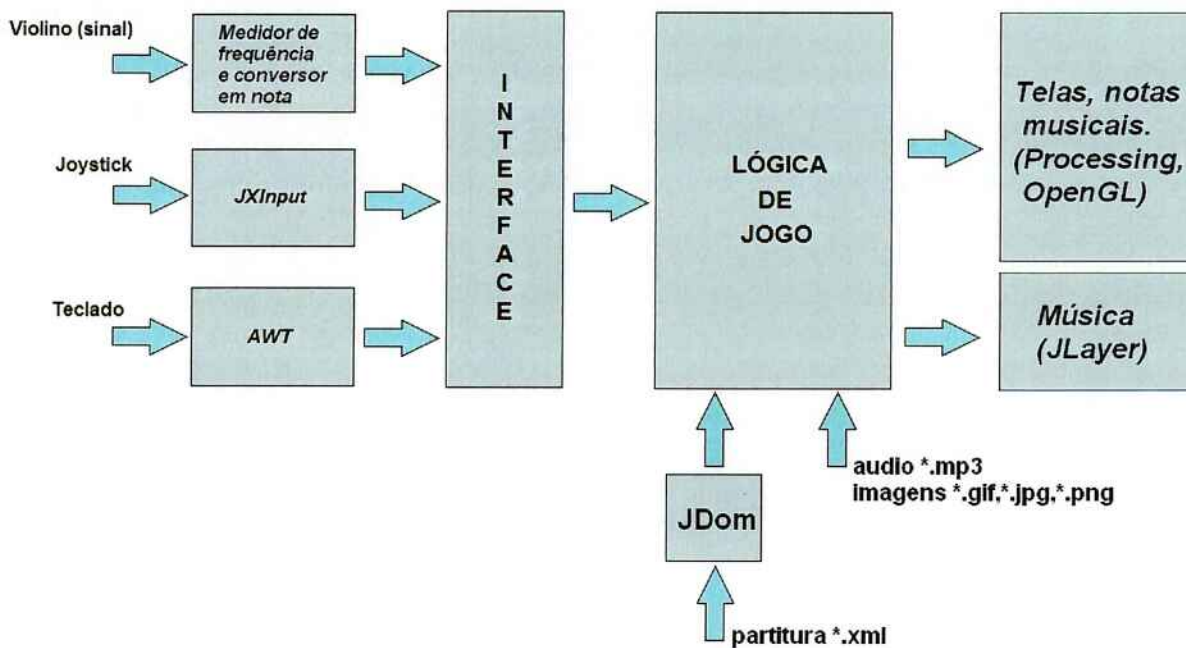 Violino (sinal)
Medidor de
frequência
e conversor
em nota
Joystick
JXInput
Teclado
AWT
INTERFACE
LÓGICA
DE
JOGO
Telas, notas
musicais.
(Processing,
OpenGL)
Música
(JLayer)
audio *.mp3
imagens *.gif,*.jpg,*.png
JDom
partitura *.xml